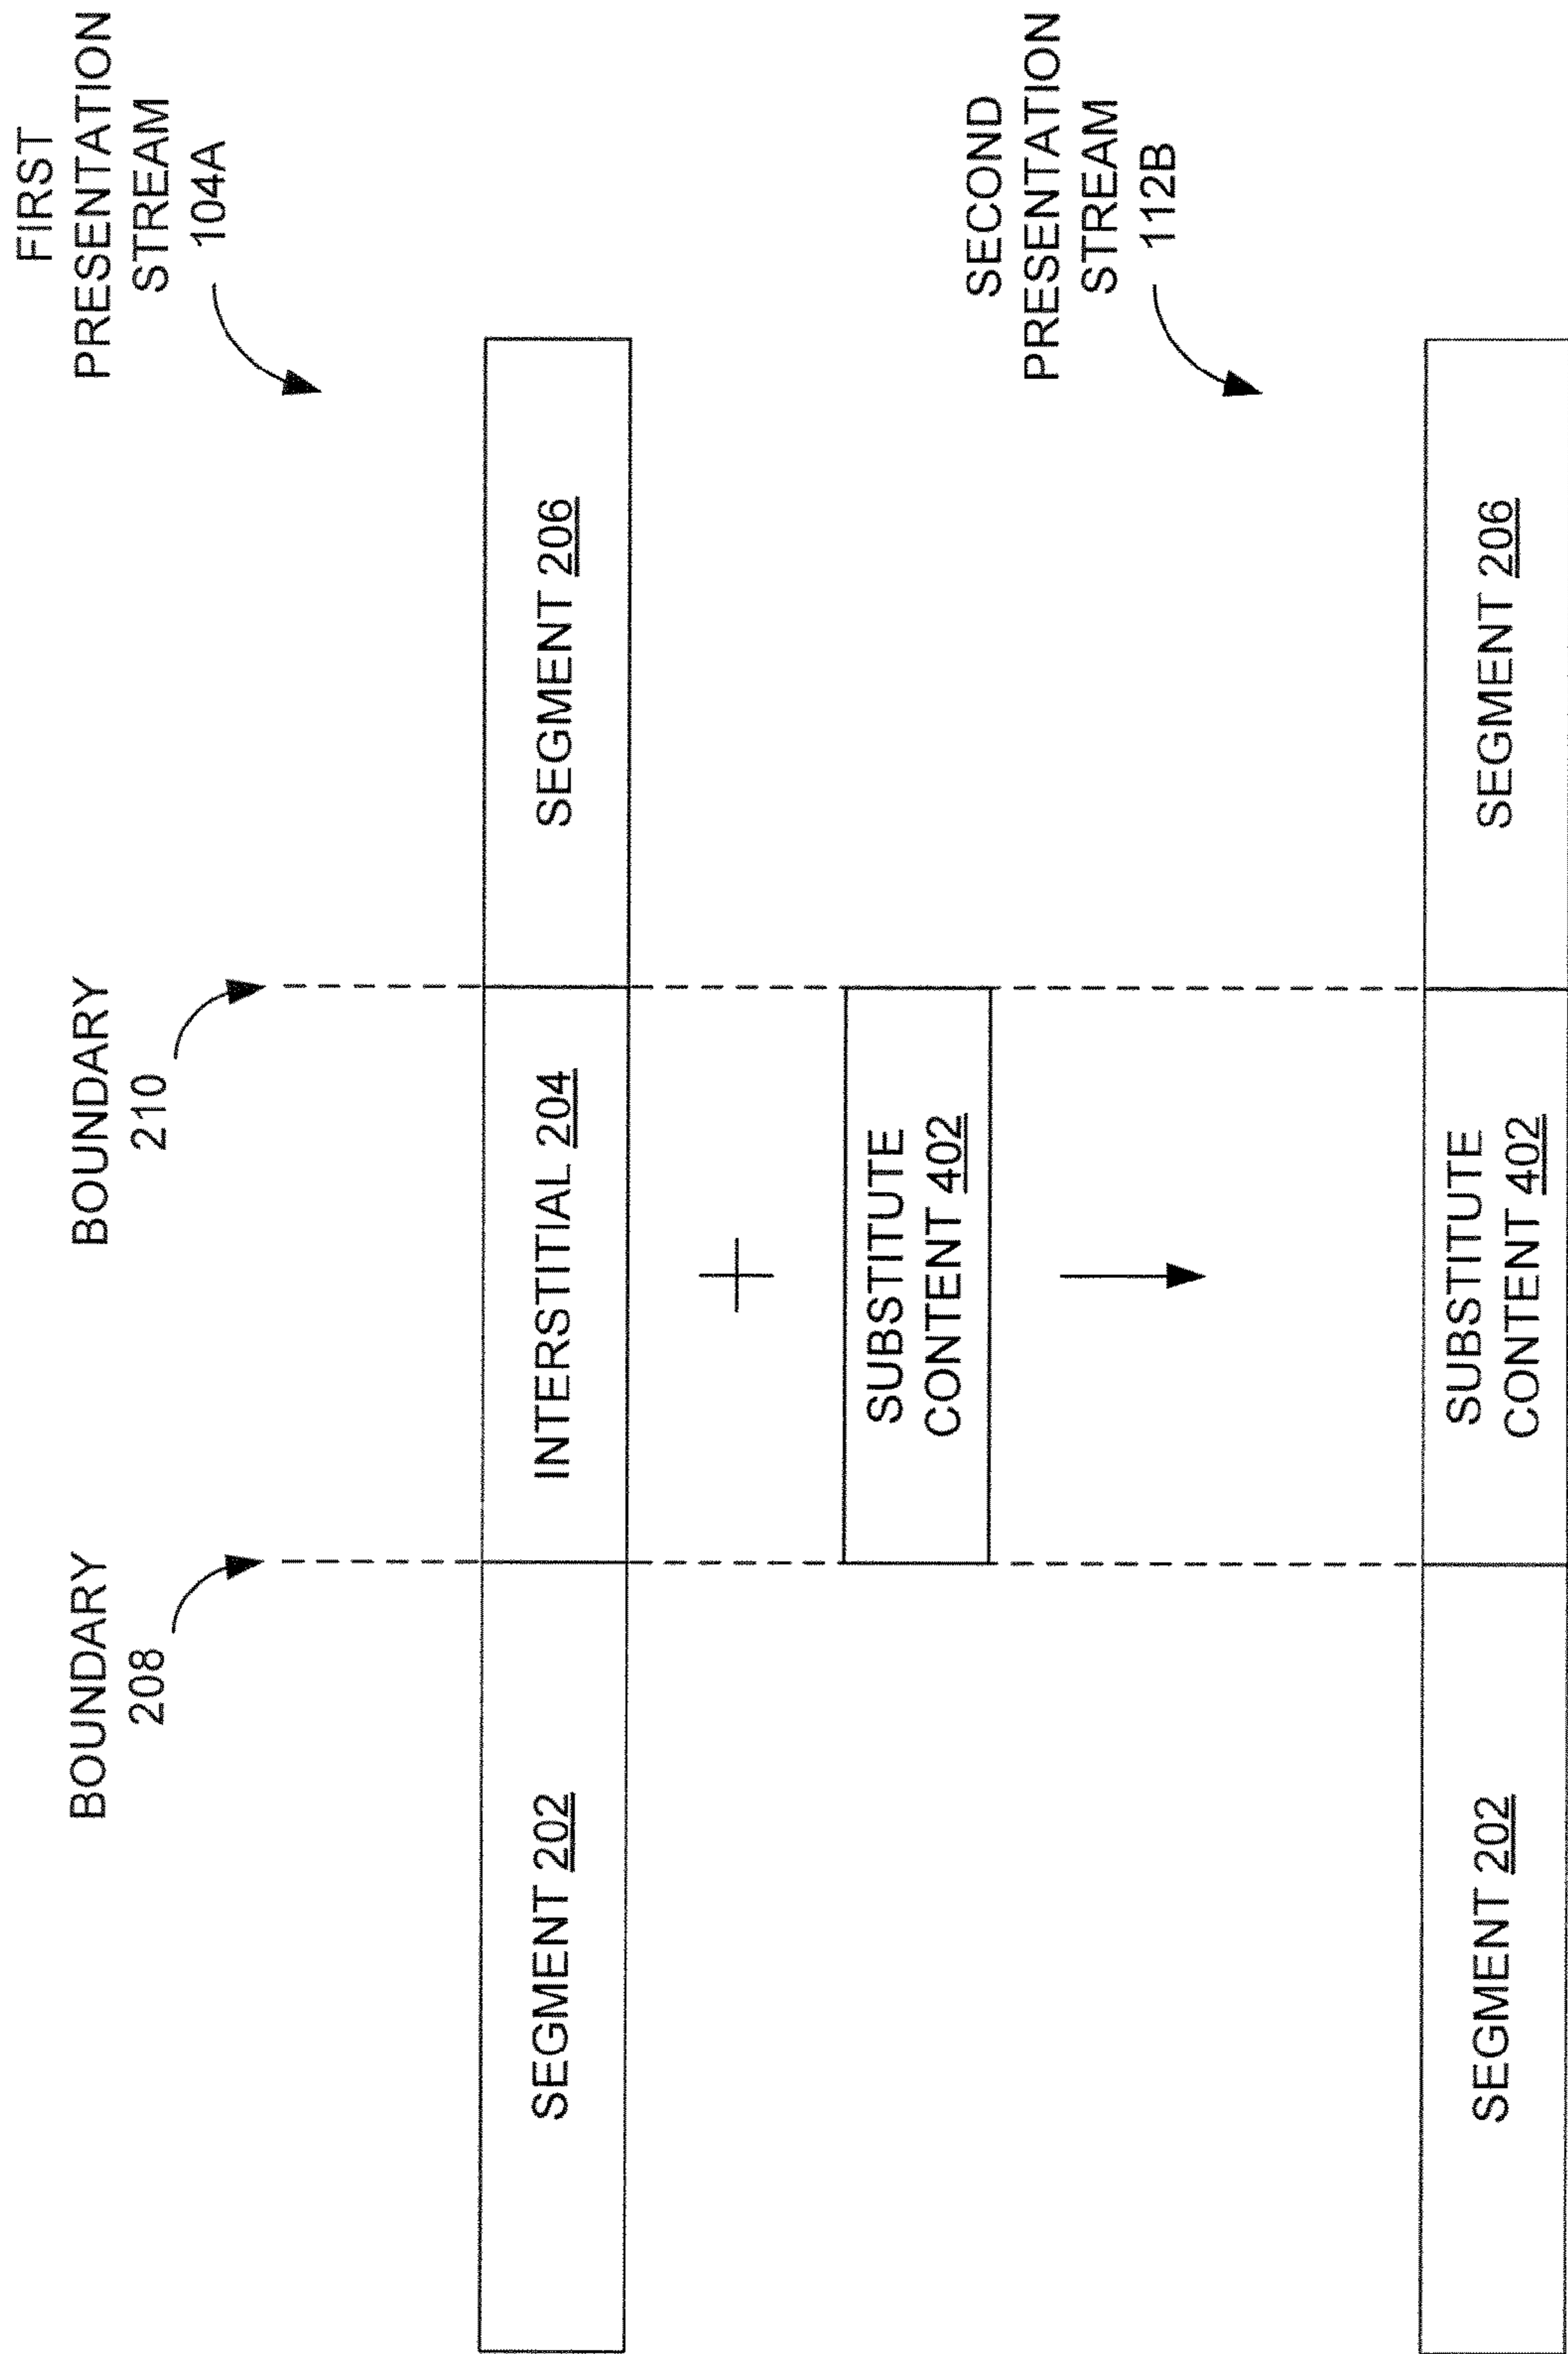 FIRST
PRESENTATION
STREAM
104A
BOUNDARY
208
BOUNDARY
210
SEGMENT 202
INTERSTITIAL 204
SEGMENT 206
+
SUBSTITUTE
CONTENT 402
SECOND
PRESENTATION
STREAM
112B
SEGMENT 202
SUBSTITUTE
CONTENT 402
SEGMENT 206